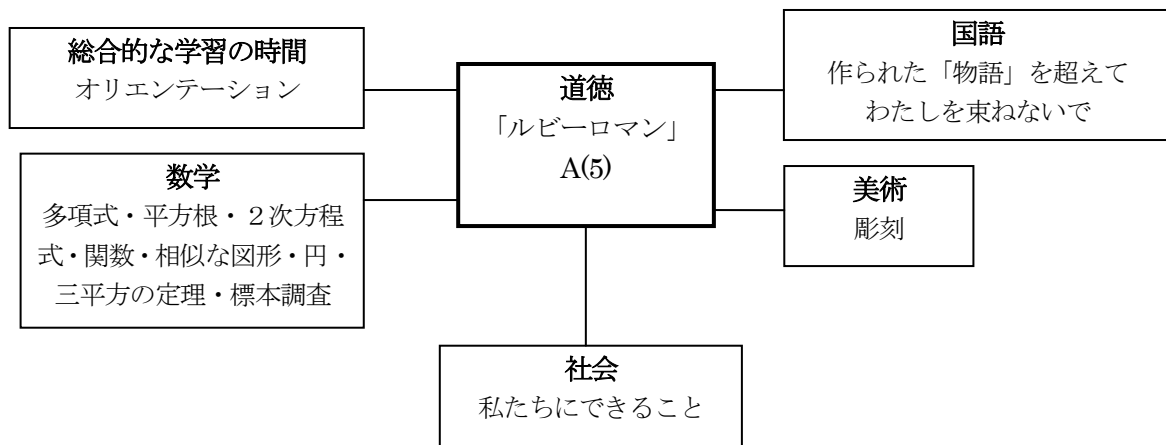 総合的な学習の時間
オリエンテーション
道徳
「ルビーロマン」
A(5)
国語
作られた「物語」を超えて
わたしを束ねないで
数学
多項式・平方根・２次方程
式・関数・相似な図形・円・
三平方の定理・標本調査
美術
彫刻
社会
私たちにできること